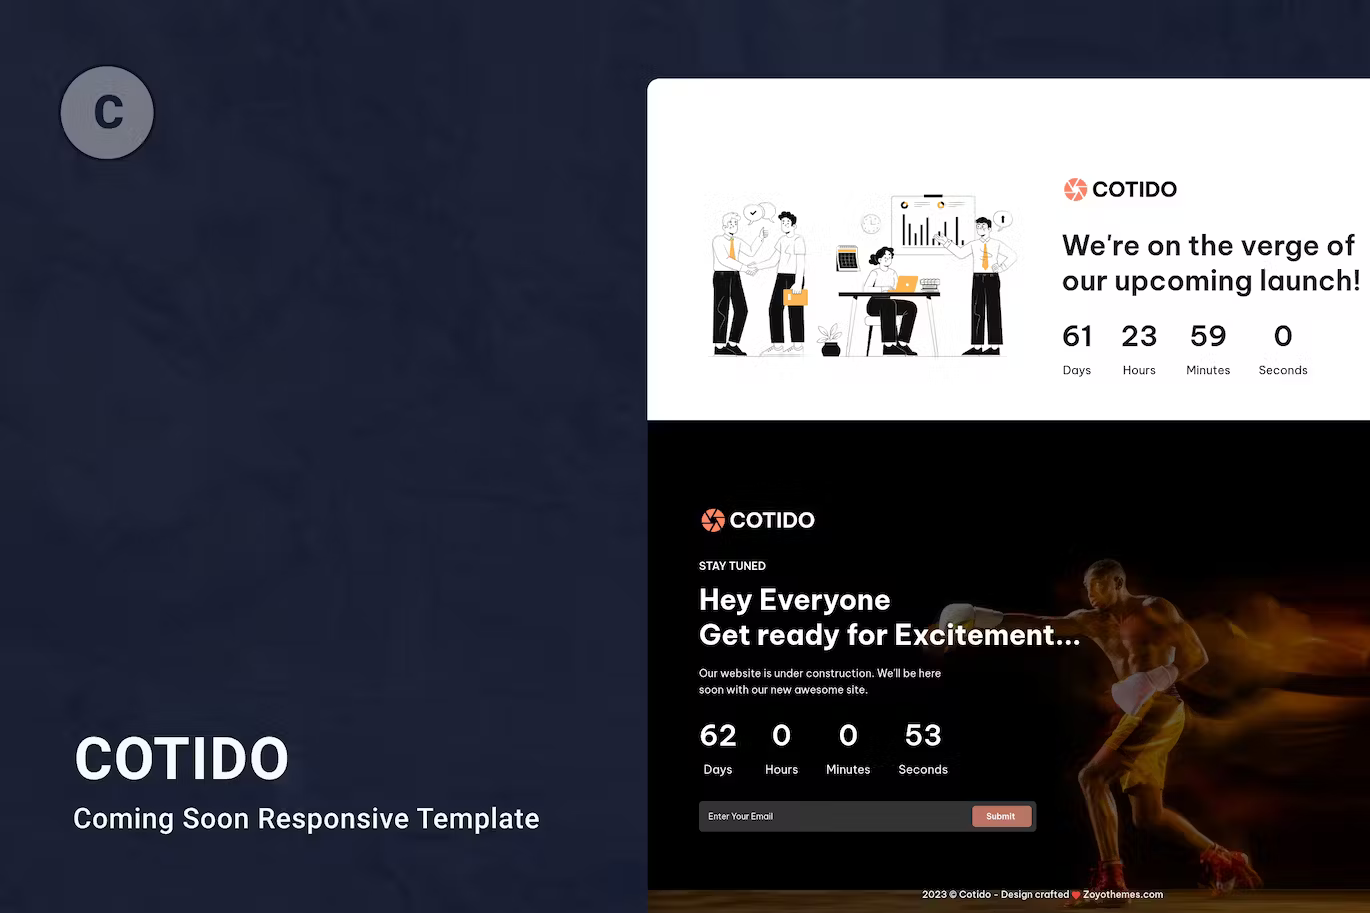 C
COTIDO
Coming Soon Responsive Template
COTIDO
We're on the verge of
our upcoming launch!
61 23 59 0
Days Hours Minutes Seconds
COTIDO
STAY TUNED
Hey Everyone
Get ready for Excitement...
Our website is under construction. We'll be here
soon with our new awesome site.
62 0 0 53
Days Hours Minutes Seconds
Enter Your Email Submit
2023 © Cotido - Design crafted ❤ Zoyothemes.com